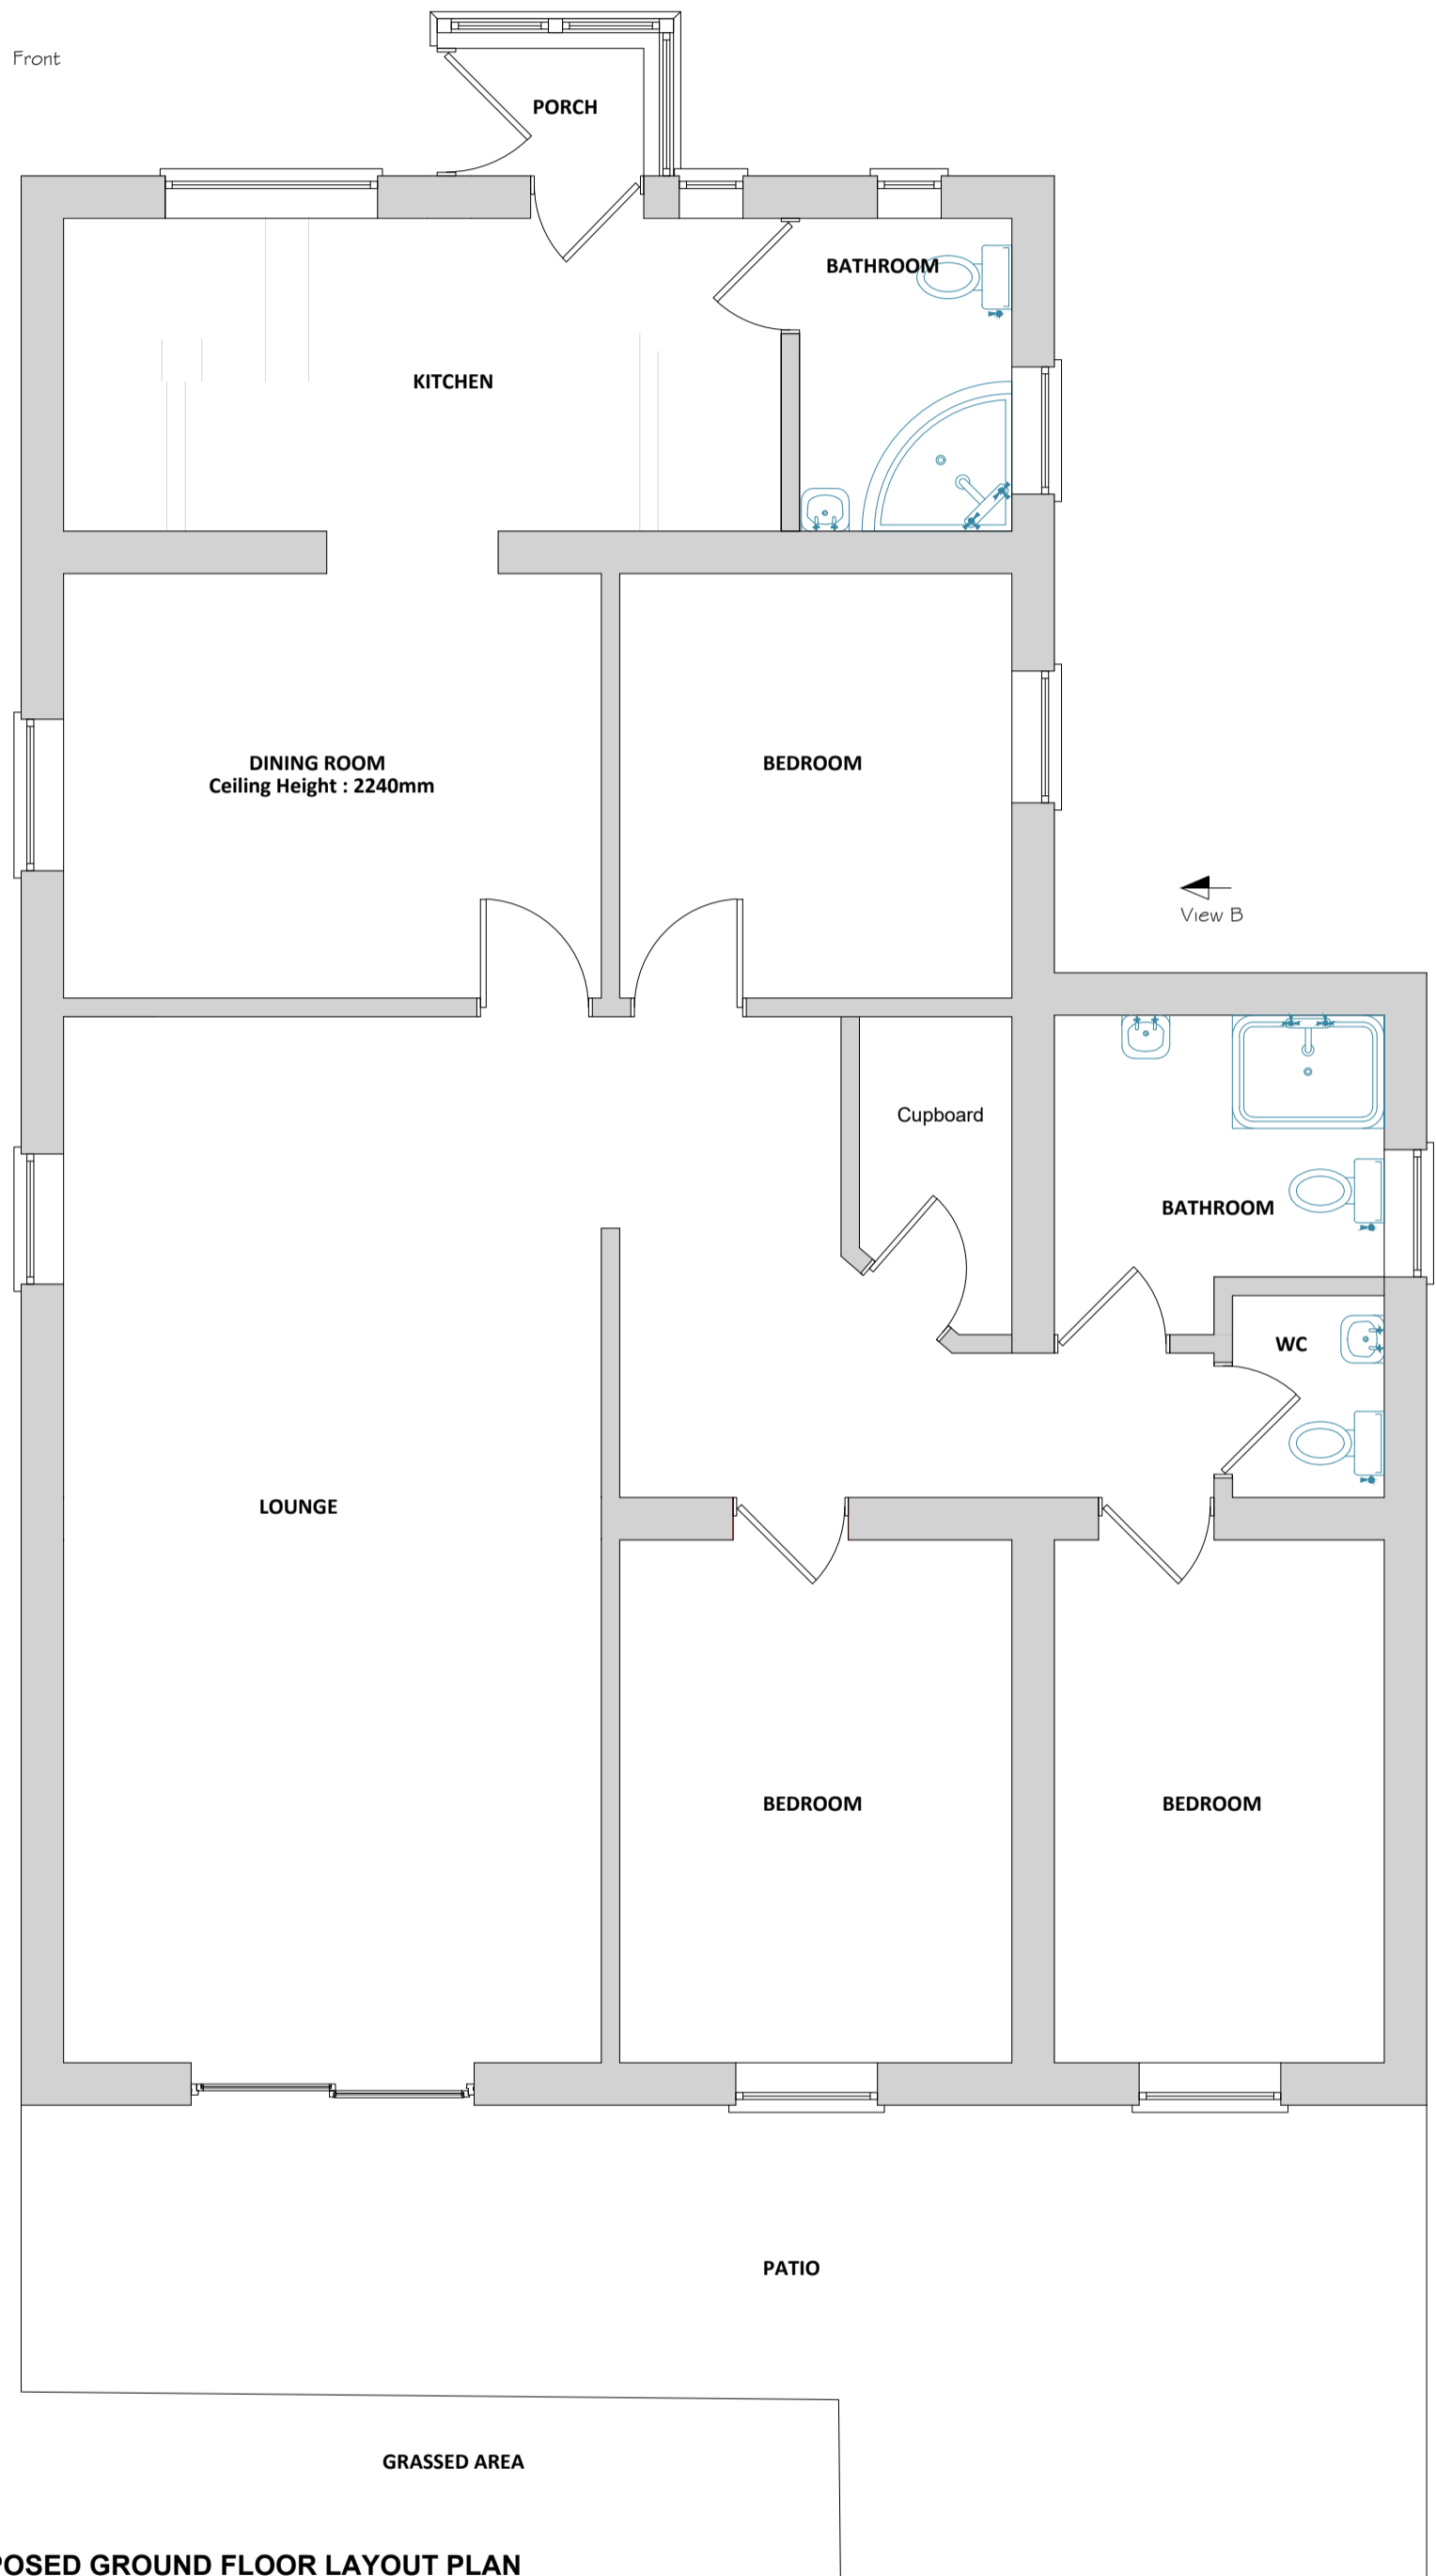 Front
PORCH
BATHROOM
KITCHEN
DINING ROOM
Ceiling Height : 2240mm
BEDROOM
View B
Cupboard
BATHROOM
WC
LOUNGE
BEDROOM
BEDROOM
PATIO
GRASSED AREA
POSED GROUND FLOOR LAYOUT PLAN